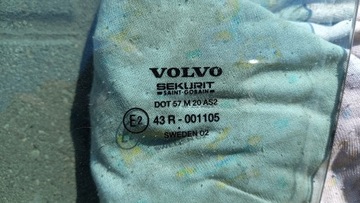 VOLVO
SEKURIT
SAINT-GOBAIN
DOT 57 M 20 AS2
E2 43 R - 001105
SWEDEN 02